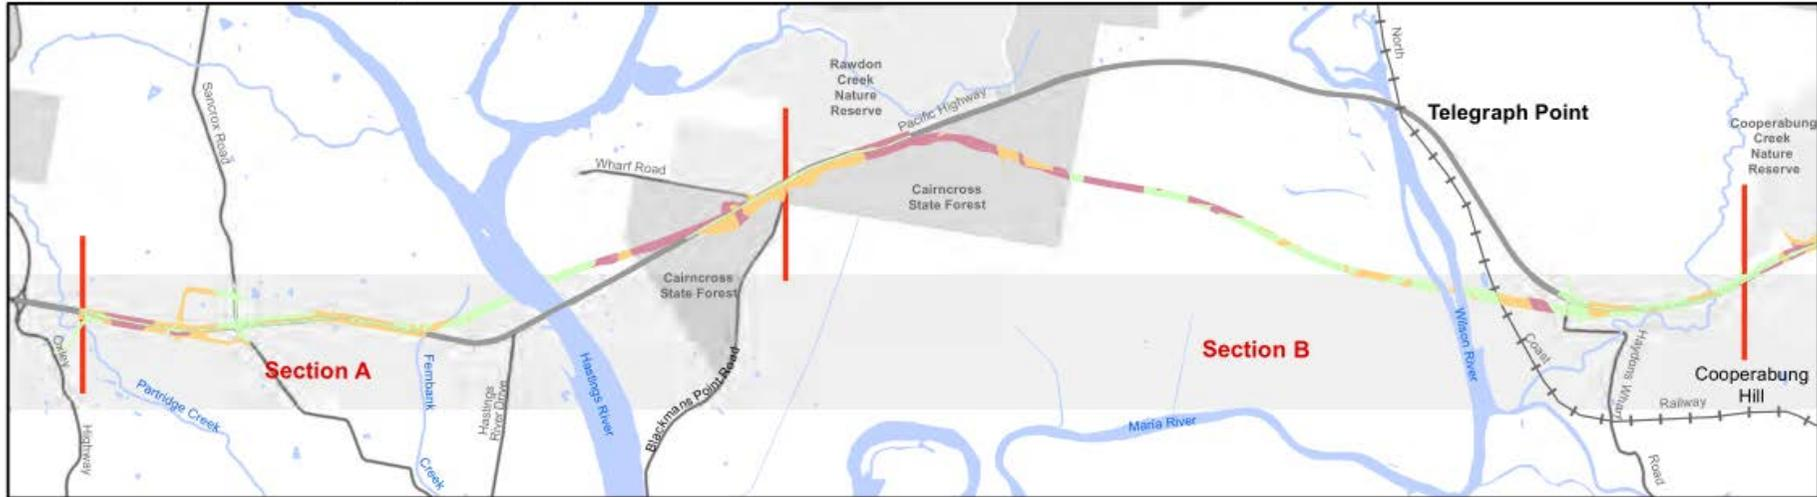 North
Rawdon
Creek
Nature
Reserve
Sancrox Road
Pacific Highway
Telegraph Point
Cooperabung
Creek
Nature
Reserve
Wharf Road
Cairncross
State Forest
Cairncross
State Forest
Oxley
Highway
Section A
Partridge Creek
Fernbank
Creek
Hastings
River Drive
Hastings River
Blackmans Point Road
Section B
Maria River
Wilson River
Coast
Railway
Haydons Wharf
Road
Cooperabung
Hill